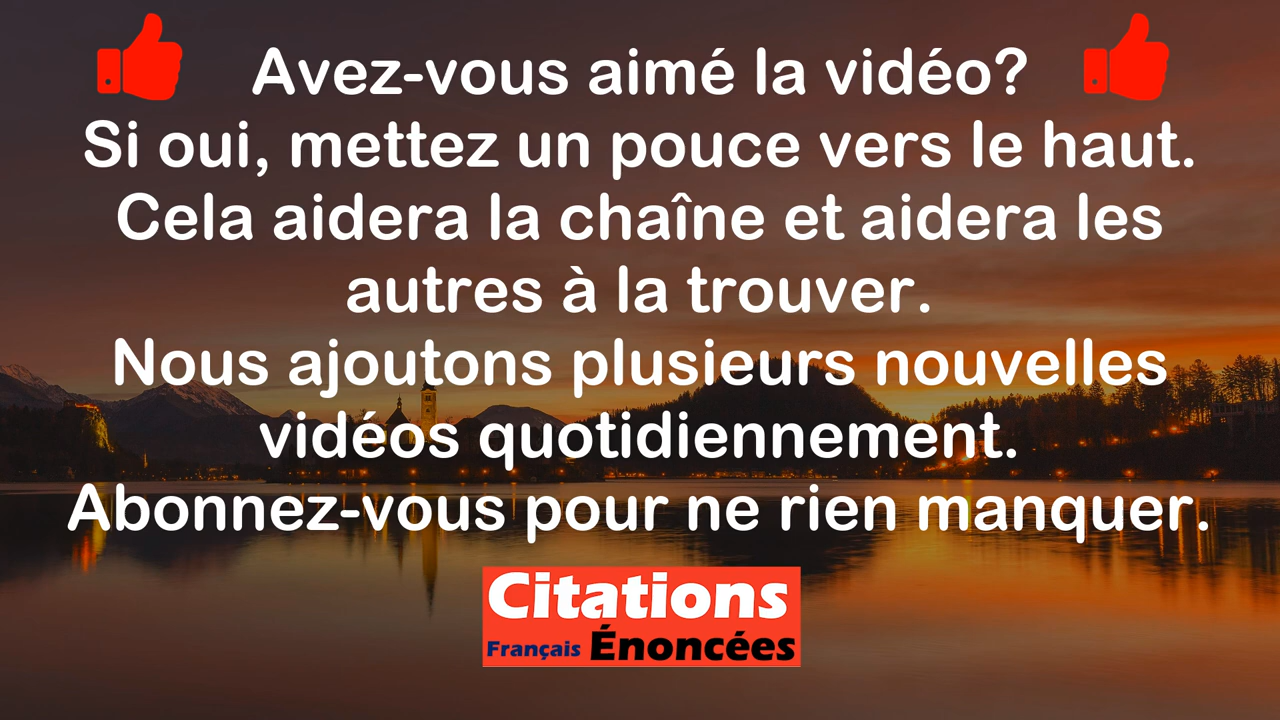 Avez-vous aimé la vidéo?
Si oui, mettez un pouce vers le haut.
Cela aidera la chaîne et aidera les
autres à la trouver.
Nous ajoutons plusieurs nouvelles
vidéos quotidiennement.
Abonnez-vous pour ne rien manquer.
Citations
Français Énoncées